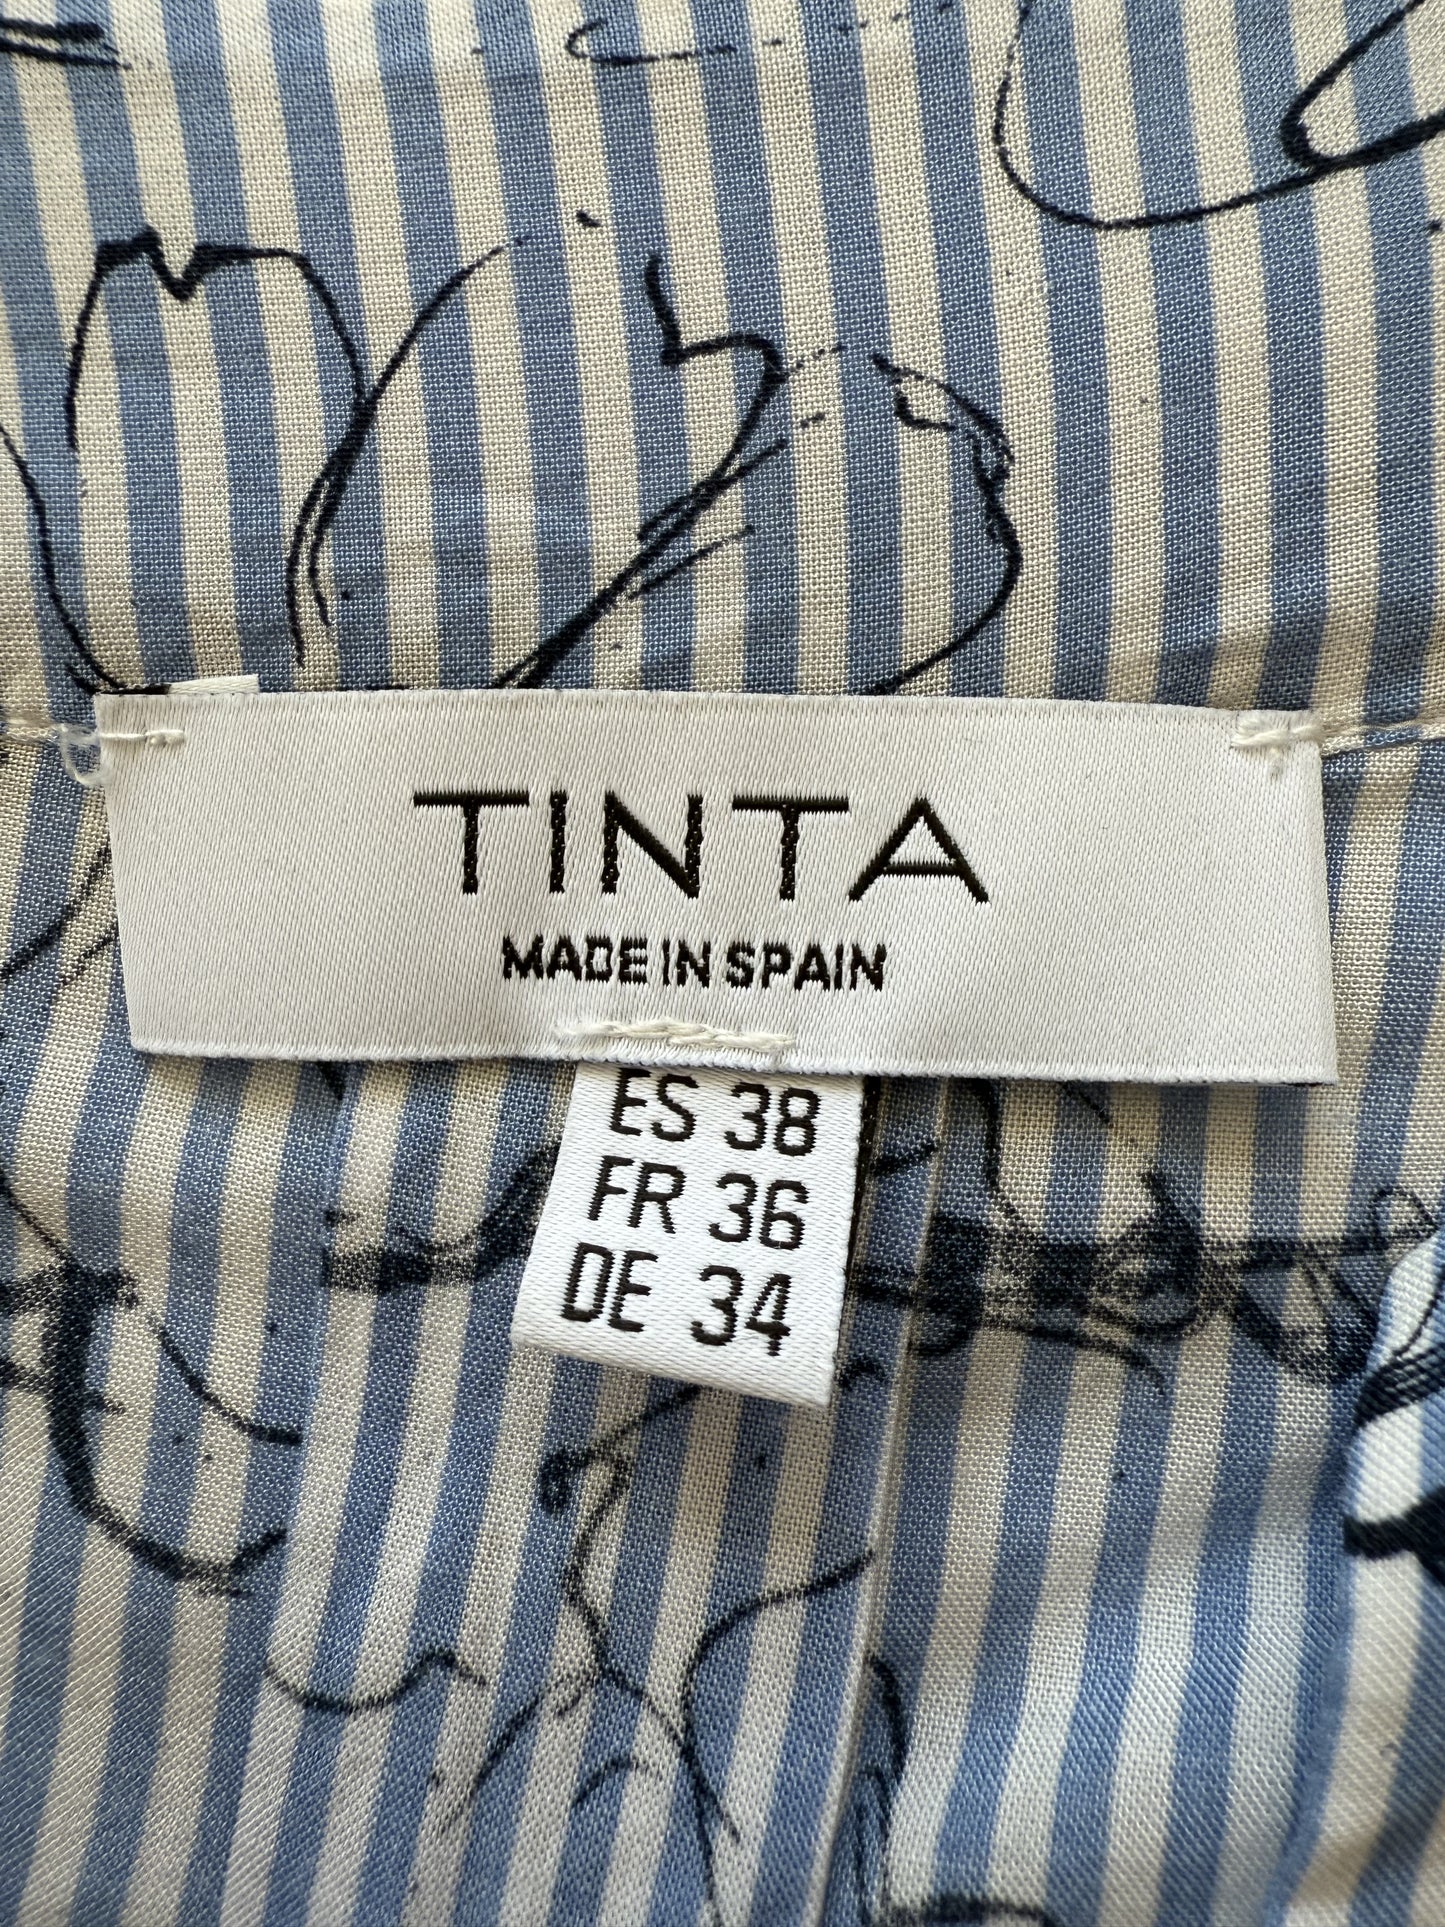 TINTA
MADE IN SPAIN
ES 38
FR 36
DE 34